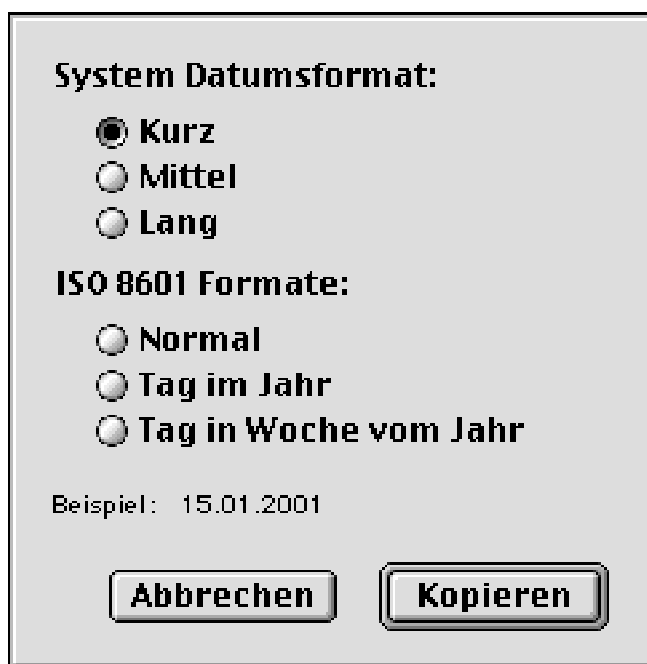 System Datumsformat:
Kurz
Mittel
Lang
ISO 8601 Formate:
Normal
Tag im Jahr
Tag in Woche vom Jahr
Beispiel: 15.01.2001
Abbrechen
Kopieren